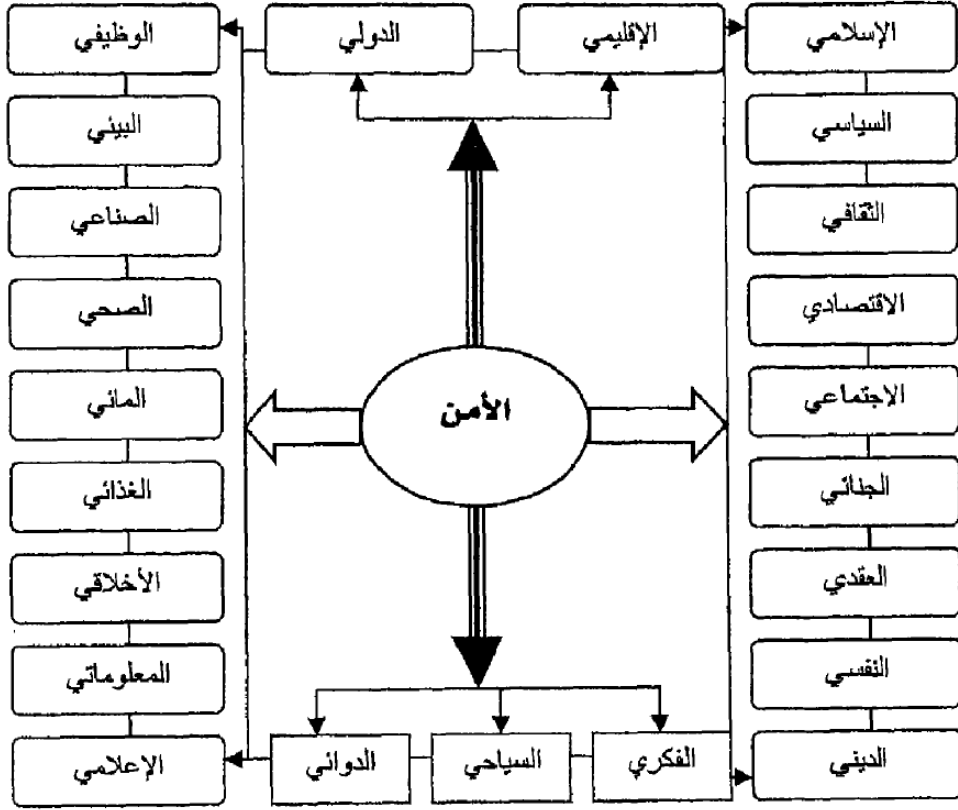 الإسلامي
الإقليمي
الدولي
الوظيفي
السياسي
البيئي
الثقافي
الصناعي
الاقتصادي
الصحي
الأمن
الاجتماعي
المائي
الجنائي
الغذائي
العقدي
الأخلاقي
النفسي
المعلوماتي
الديني
الفكري
السياحي
الدوائي
الإعلامي